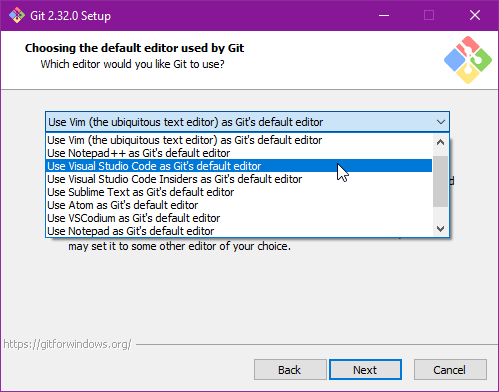 Git 2.32.0 Setup
Choosing the default editor used by Git
Which editor would you like Git to use?
Use Vim (the ubiquitous text editor) as Git's default editor
Use Vim (the ubiquitous text editor) as Git's default editor
Use Notepad++ as Git's default editor
Use Visual Studio Code as Git's default editor
Use Visual Studio Code Insiders as Git's default editor
Use Sublime Text as Git's default editor
Use Atom as Git's default editor
Use VSCodium as Git's default editor
Use Notepad as Git's default editor
may set it to some other editor of your choice.
https://gitforwindows.org/
Back
Next
Cancel